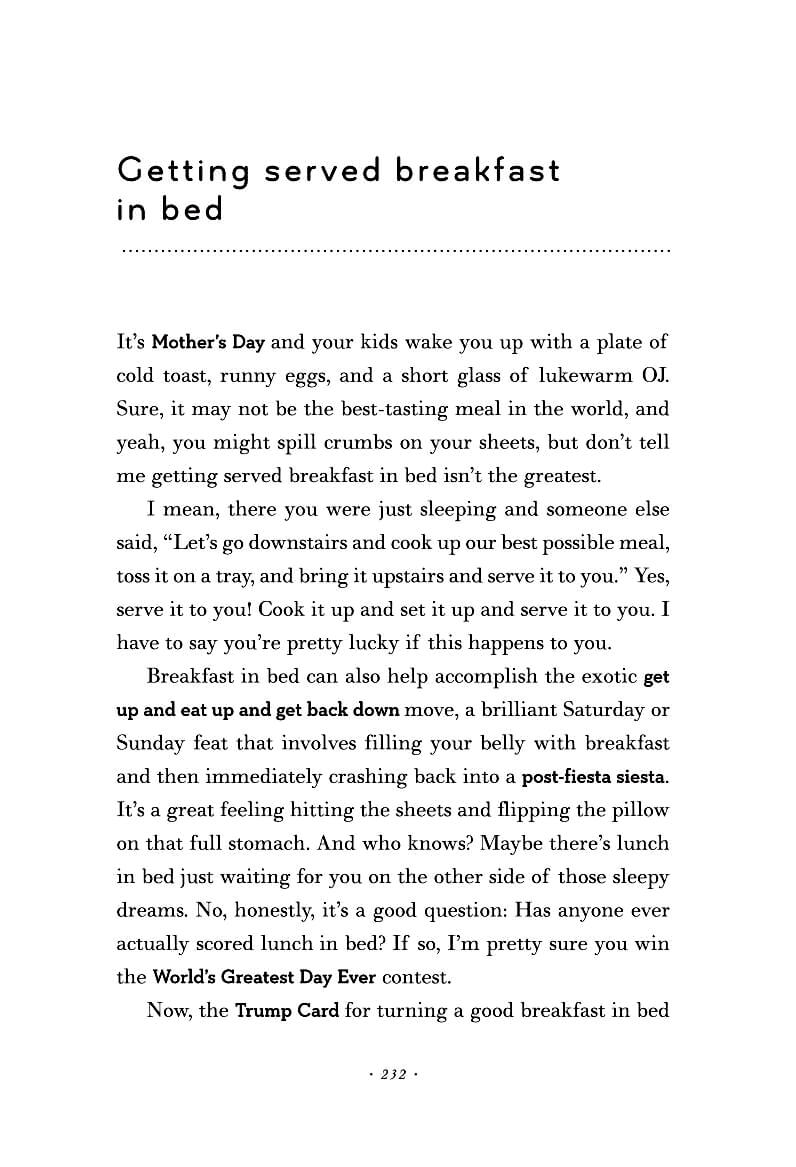 Getting served breakfast
in bed
It’s Mother’s Day and your kids wake you up with a plate of
cold toast, runny eggs, and a short glass of lukewarm OJ.
Sure, it may not be the best-tasting meal in the world, and
yeah, you might spill crumbs on your sheets, but don’t tell
me getting served breakfast in bed isn’t the greatest.
I mean, there you were just sleeping and someone else
said, “Let’s go downstairs and cook up our best possible meal,
toss it on a tray, and bring it upstairs and serve it to you.” Yes,
serve it to you! Cook it up and set it up and serve it to you. I
have to say you’re pretty lucky if this happens to you.
Breakfast in bed can also help accomplish the exotic get
up and eat up and get back down move, a brilliant Saturday or
Sunday feat that involves filling your belly with breakfast
and then immediately crashing back into a post-fiesta siesta.
It’s a great feeling hitting the sheets and flipping the pillow
on that full stomach. And who knows? Maybe there’s lunch
in bed just waiting for you on the other side of those sleepy
dreams. No, honestly, it’s a good question: Has anyone ever
actually scored lunch in bed? If so, I’m pretty sure you win
the World’s Greatest Day Ever contest.
Now, the Trump Card for turning a good breakfast in bed
· 232 ·